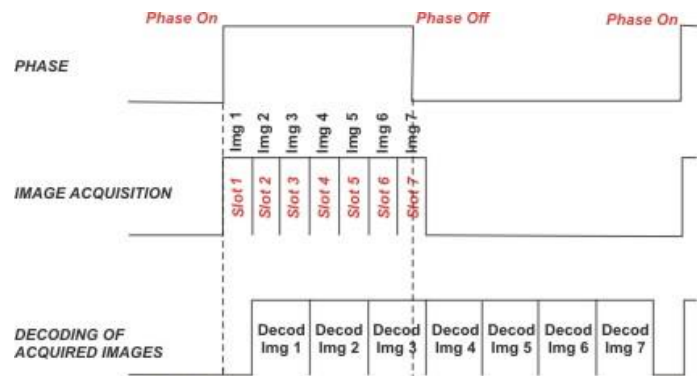 Phase On
Phase Off
Phase On
PHASE
Img 1
Img 2
Img 3
Img 4
Img 5
Img 6
Img 7
IMAGE ACQUISITION
Slot 1
Slot 2
Slot 3
Slot 4
Slot 5
Slot 6
Slot 7
DECODING OF
ACQUIRED IMAGES
Decod
Img 1
Decod
Img 2
Decod
Img 3
Decod
Img 4
Decod
Img 5
Decod
Img 6
Decod
Img 7